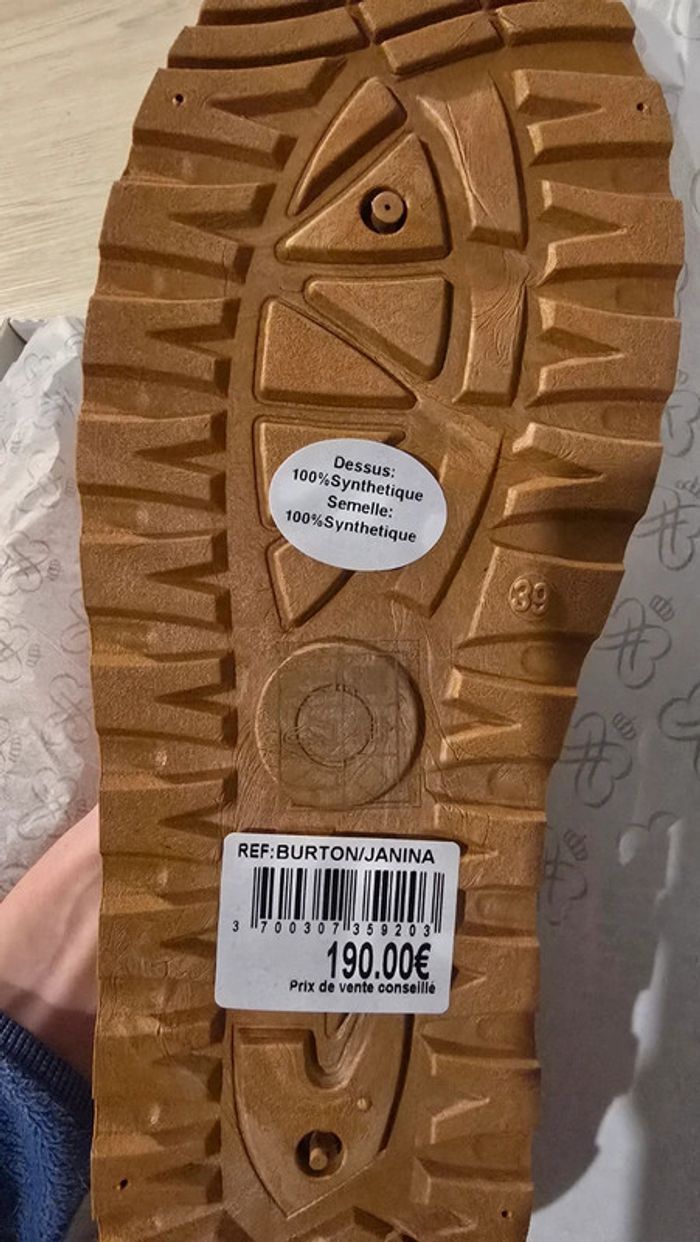 Dessus:
100%Synthetique
Semelle:
100%Synthetique
39
REF:BURTON/JANINA
3 700307 359203
190.00€
Prix de vente conseillé